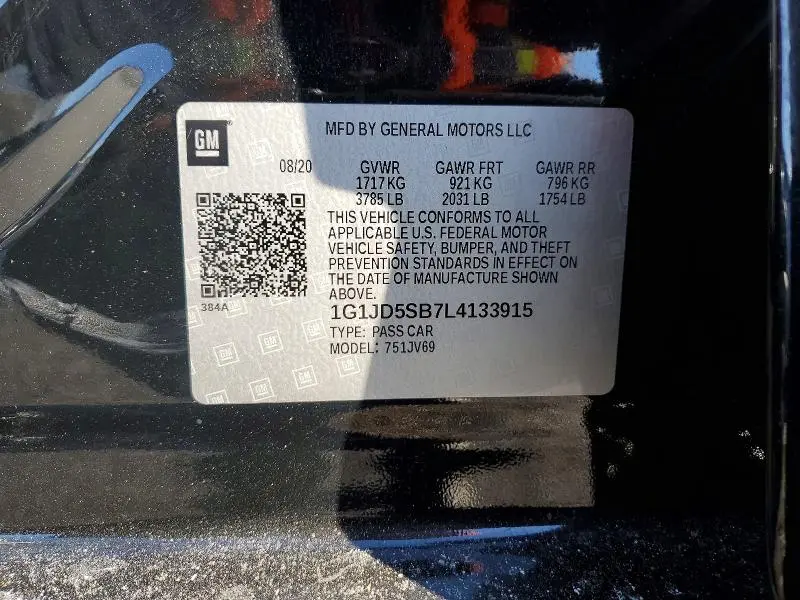 GM
MFD BY GENERAL MOTORS LLC
08/20 GVWR GAWR FRT GAWR RR
1717 KG 921 KG 796 KG
3785 LB 2031 LB 1754 LB
THIS VEHICLE CONFORMS TO ALL
APPLICABLE U.S. FEDERAL MOTOR
VEHICLE SAFETY, BUMPER, AND THEFT
PREVENTION STANDARDS IN EFFECT ON
THE DATE OF MANUFACTURE SHOWN
ABOVE.
384A
1G1JD5SB7L4133915
TYPE: PASS CAR
MODEL: 751JV69